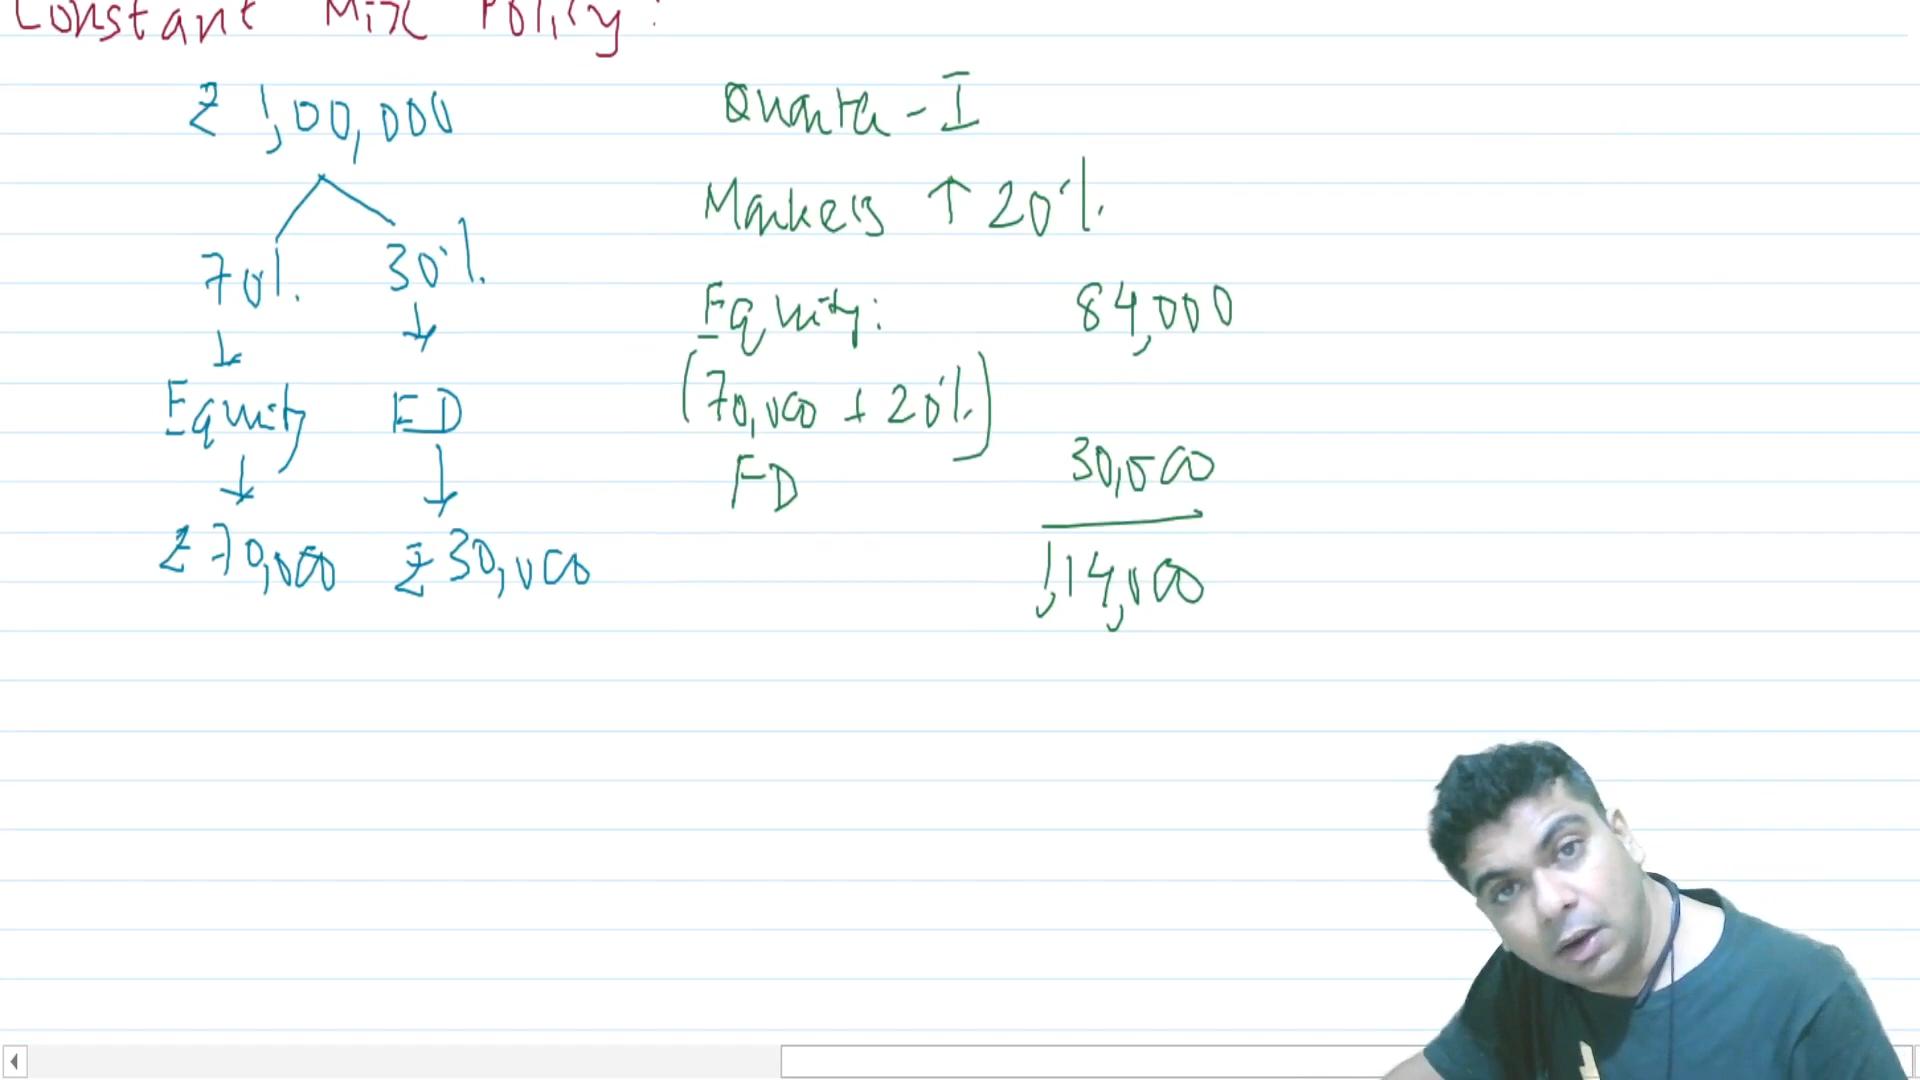 Constant Mix Policy:
₹ 1,00,000
70%. 30%.
Equity FD
₹ 70,000 ₹ 30,000
Quarter - I
Markets ↑ 20%.
Equity: 84,000
(70,000 + 20%.)
FD 30,000
1,14,000